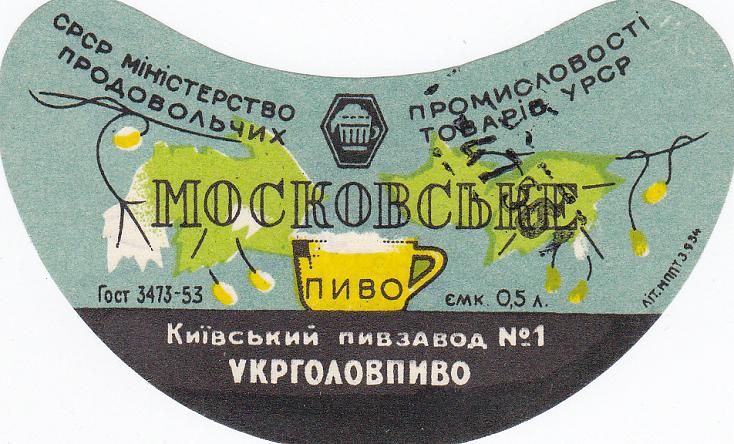 СРСР МІНІСТЕРСТВО ПРОМИСЛОВОСТІ
ПРОДОВОЛЬЧИХ ТОВАРІВ УРСР
МОСКОВСЬКЕ
ПИВО
Гост 3473-53
ємк. 0,5 л.
Київський пивзавод №1
УКРГОЛОВПИВО